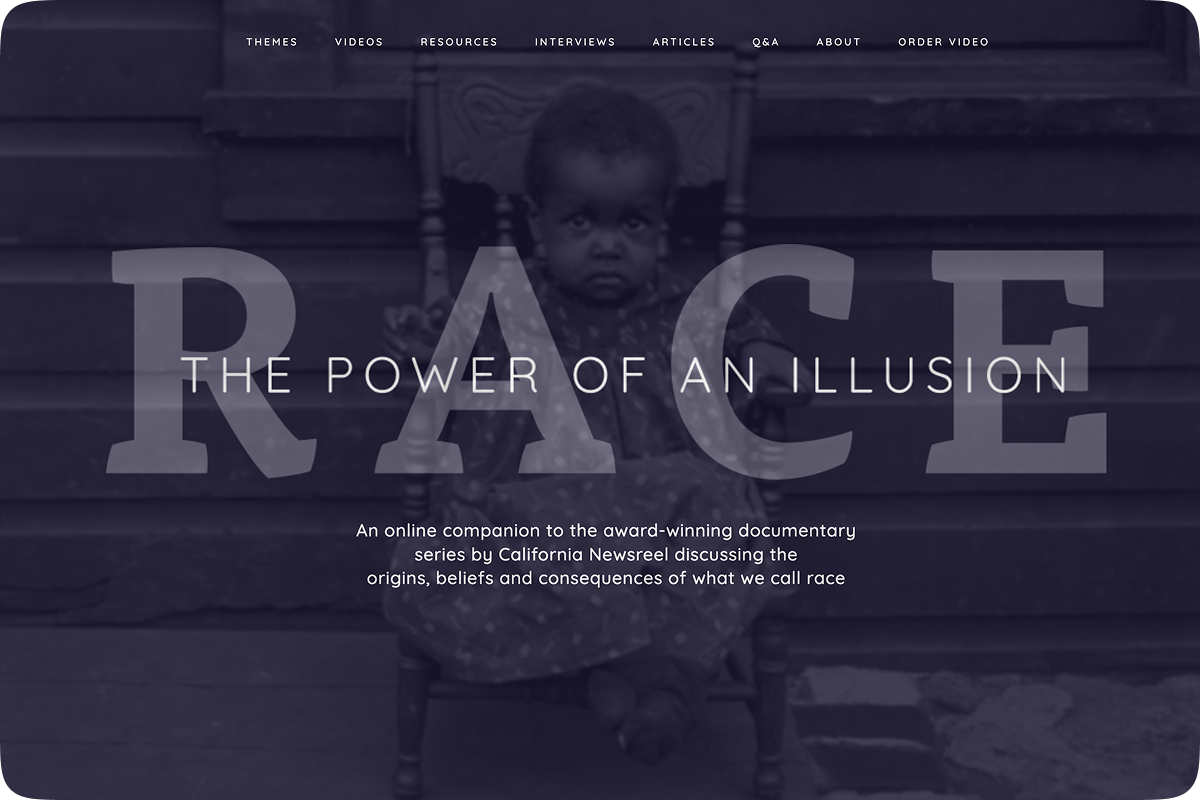 THEMES VIDEOS RESOURCES INTERVIEWS ARTICLES Q&A ABOUT ORDER VIDEO
RACE
THE POWER OF AN ILLUSION
An online companion to the award-winning documentary
series by California Newsreel discussing the
origins, beliefs and consequences of what we call race